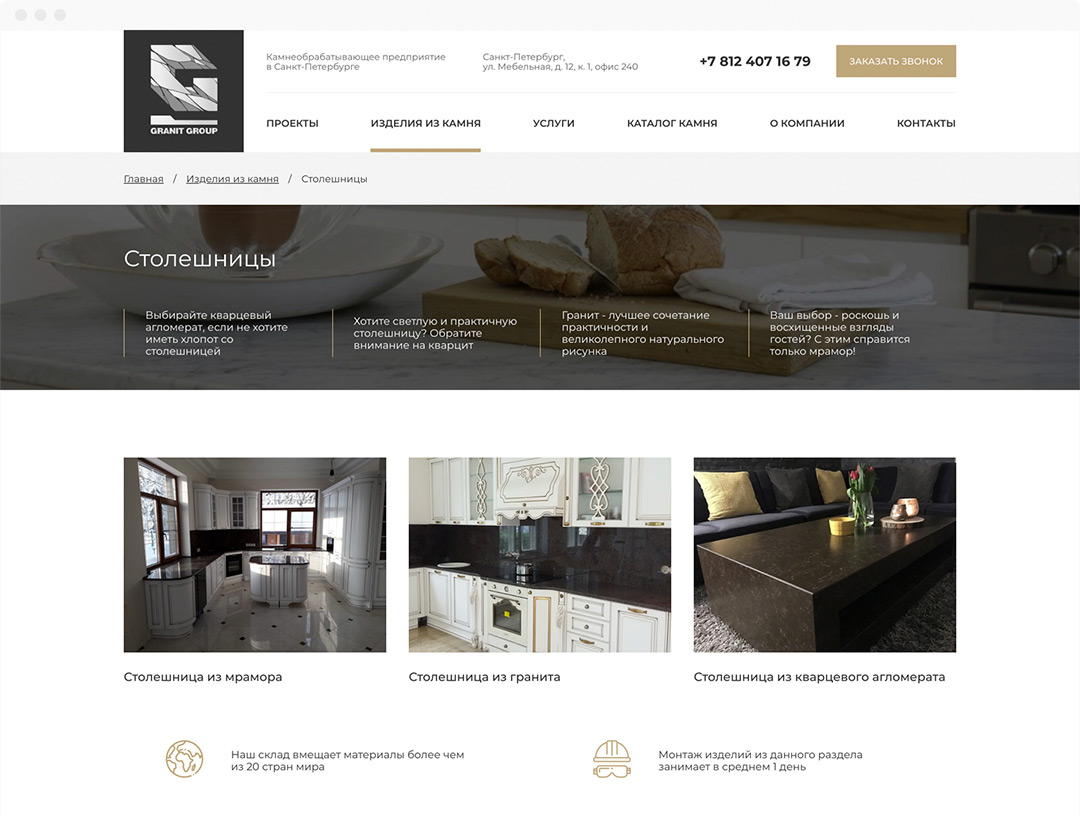 GRANIT GROUP
Камнеобрабатывающее предприятие
в Санкт-Петербурге
Санкт-Петербург,
ул. Мебельная, д. 12, к. 1, офис 240
+7 812 407 16 79
ЗАКАЗАТЬ ЗВОНОК
ПРОЕКТЫ
ИЗДЕЛИЯ ИЗ КАМНЯ
УСЛУГИ
КАТАЛОГ КАМНЯ
О КОМПАНИИ
КОНТАКТЫ
Главная / Изделия из камня / Столешницы
Столешницы
Выбирайте кварцевый
агломерат, если не хотите
иметь хлопот со
столешницей
Хотите светлую и практичную
столешницу? Обратите
внимание на кварцит
Гранит - лучшее сочетание
практичности и
великолепного натурального
рисунка
Ваш выбор - роскошь и
восхищенные взгляды
гостей? С этим справится
только мрамор!
Столешница из мрамора
Столешница из гранита
Столешница из кварцевого агломерата
Наш склад вмещает материалы более чем
из 20 стран мира
Монтаж изделий из данного раздела
занимает в среднем 1 день